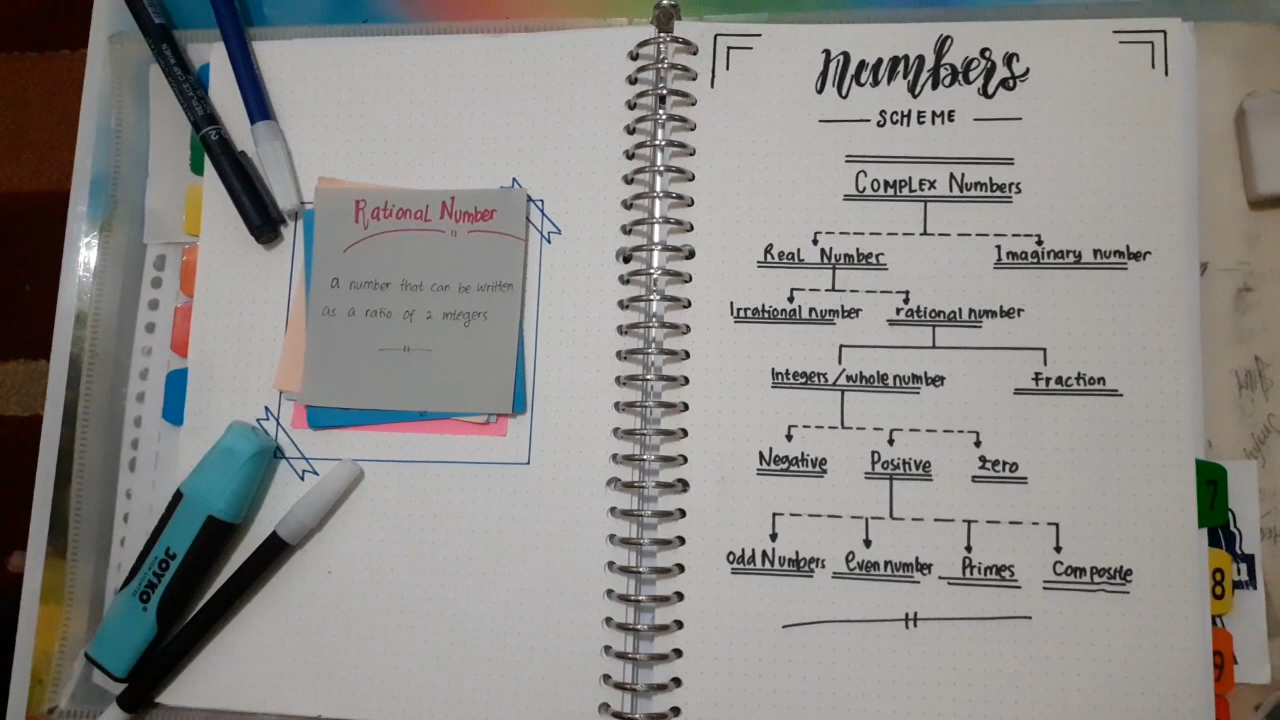 Rational Number
a number that can be written
as a ratio of 2 integers
JOYKO
numbers
SCHEME
COMPLEX Numbers
Real Number
Imaginary number
Irrational number
rational number
Integers/whole number
Fraction
Negative
Positive
zero
odd Numbers
Even number
Primes
Composite
7
8
9